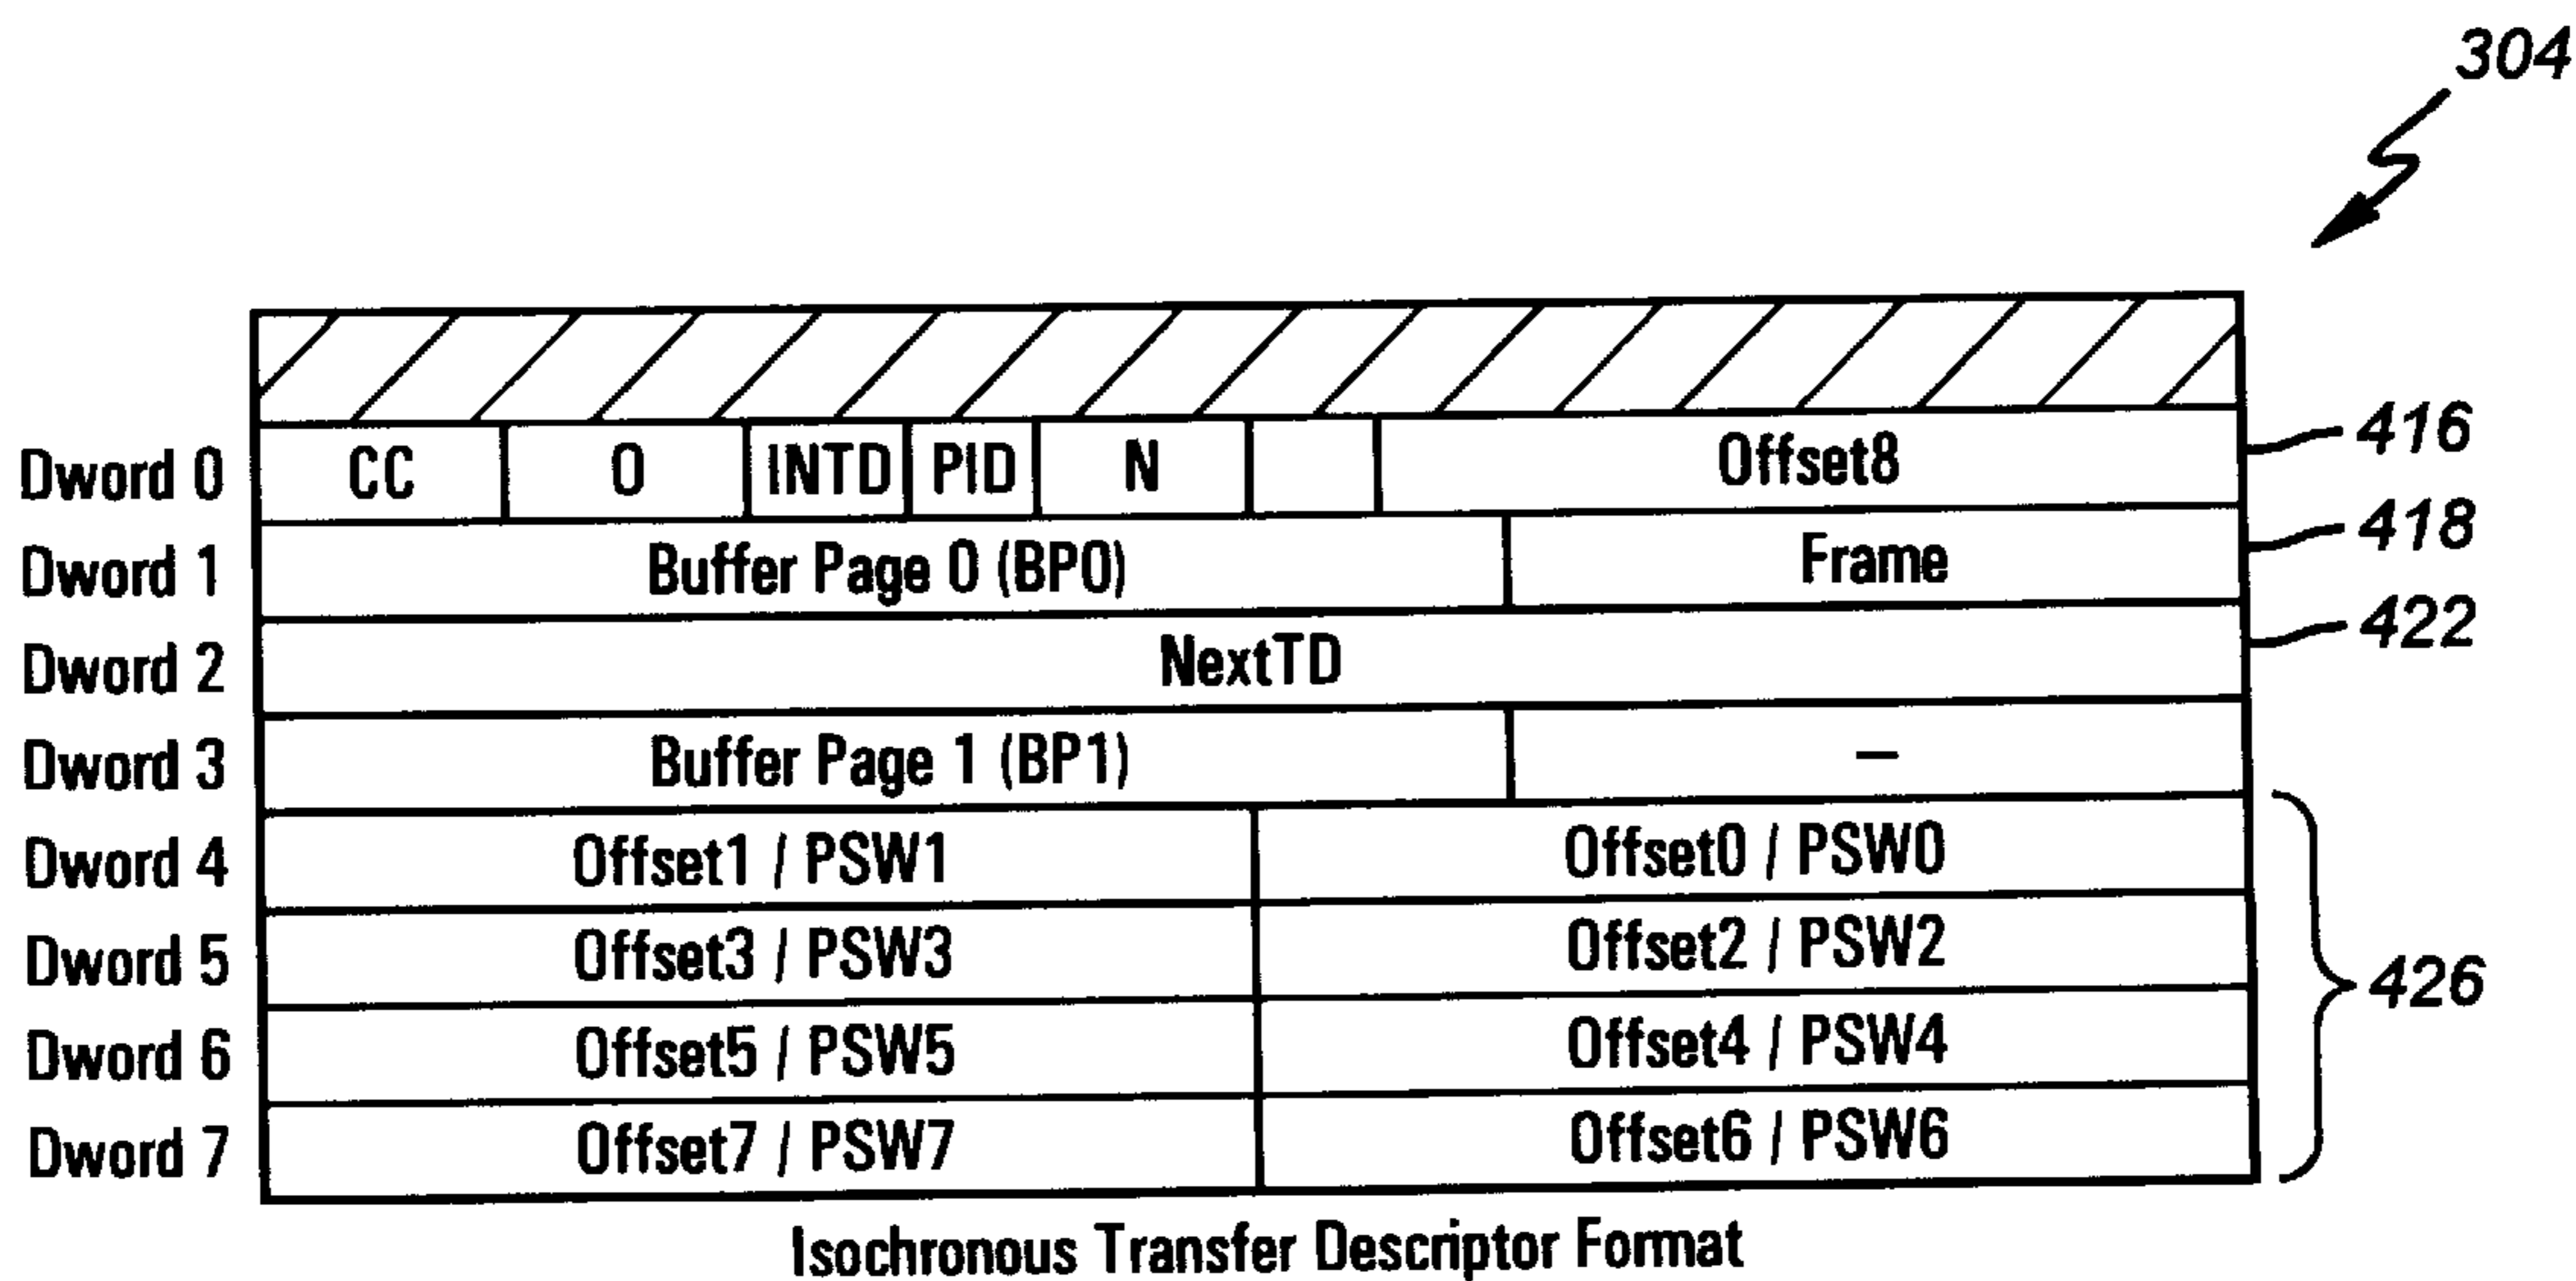 304
Dword 0 CC 0 INTD PID N Offset8 416
Dword 1 Buffer Page 0 (BP0) Frame 418
Dword 2 NextTD 422
Dword 3 Buffer Page 1 (BP1) –
Dword 4 Offset1 / PSW1 Offset0 / PSW0
Dword 5 Offset3 / PSW3 Offset2 / PSW2
426
Dword 6 Offset5 / PSW5 Offset4 / PSW4
Dword 7 Offset7 / PSW7 Offset6 / PSW6
Isochronous Transfer Descriptor Format